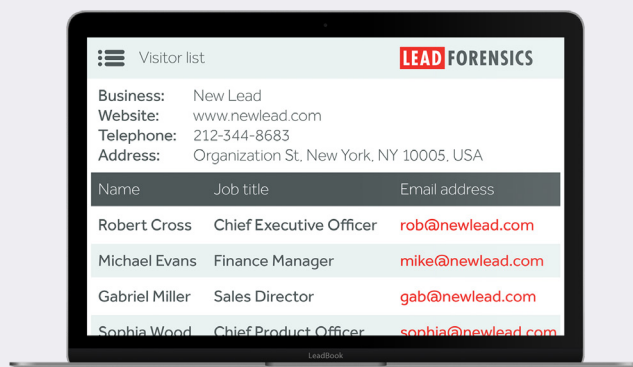 Visitor list
LEAD FORENSICS
Business: New Lead
Website: www.newlead.com
Telephone: 212-344-8683
Address: Organization St, New York, NY 10005, USA
Name Job title Email address
Robert Cross Chief Executive Officer rob@newlead.com
Michael Evans Finance Manager mike@newlead.com
Gabriel Miller Sales Director gab@newlead.com
Sophia Wood Chief Product Officer sophia@newlead.com
LeadBook